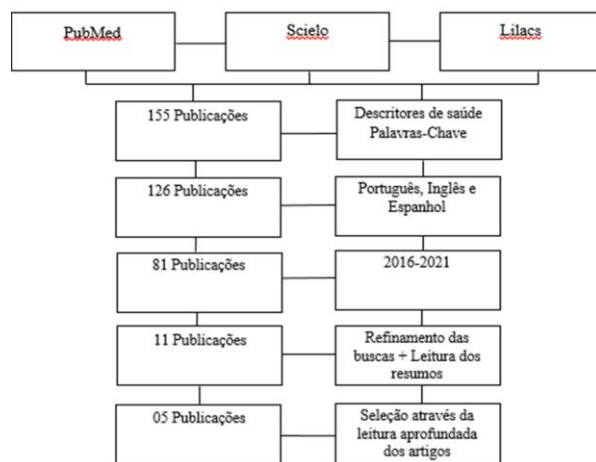 PubMed
Scielo
Lilacs
155 Publicações
Descritores de saúde
Palavras-Chave
126 Publicações
Português, Inglês e
Espanhol
81 Publicações
2016-2021
11 Publicações
Refinamento das
buscas + Leitura dos
resumos
05 Publicações
Seleção através da
leitura aprofundada
dos artigos